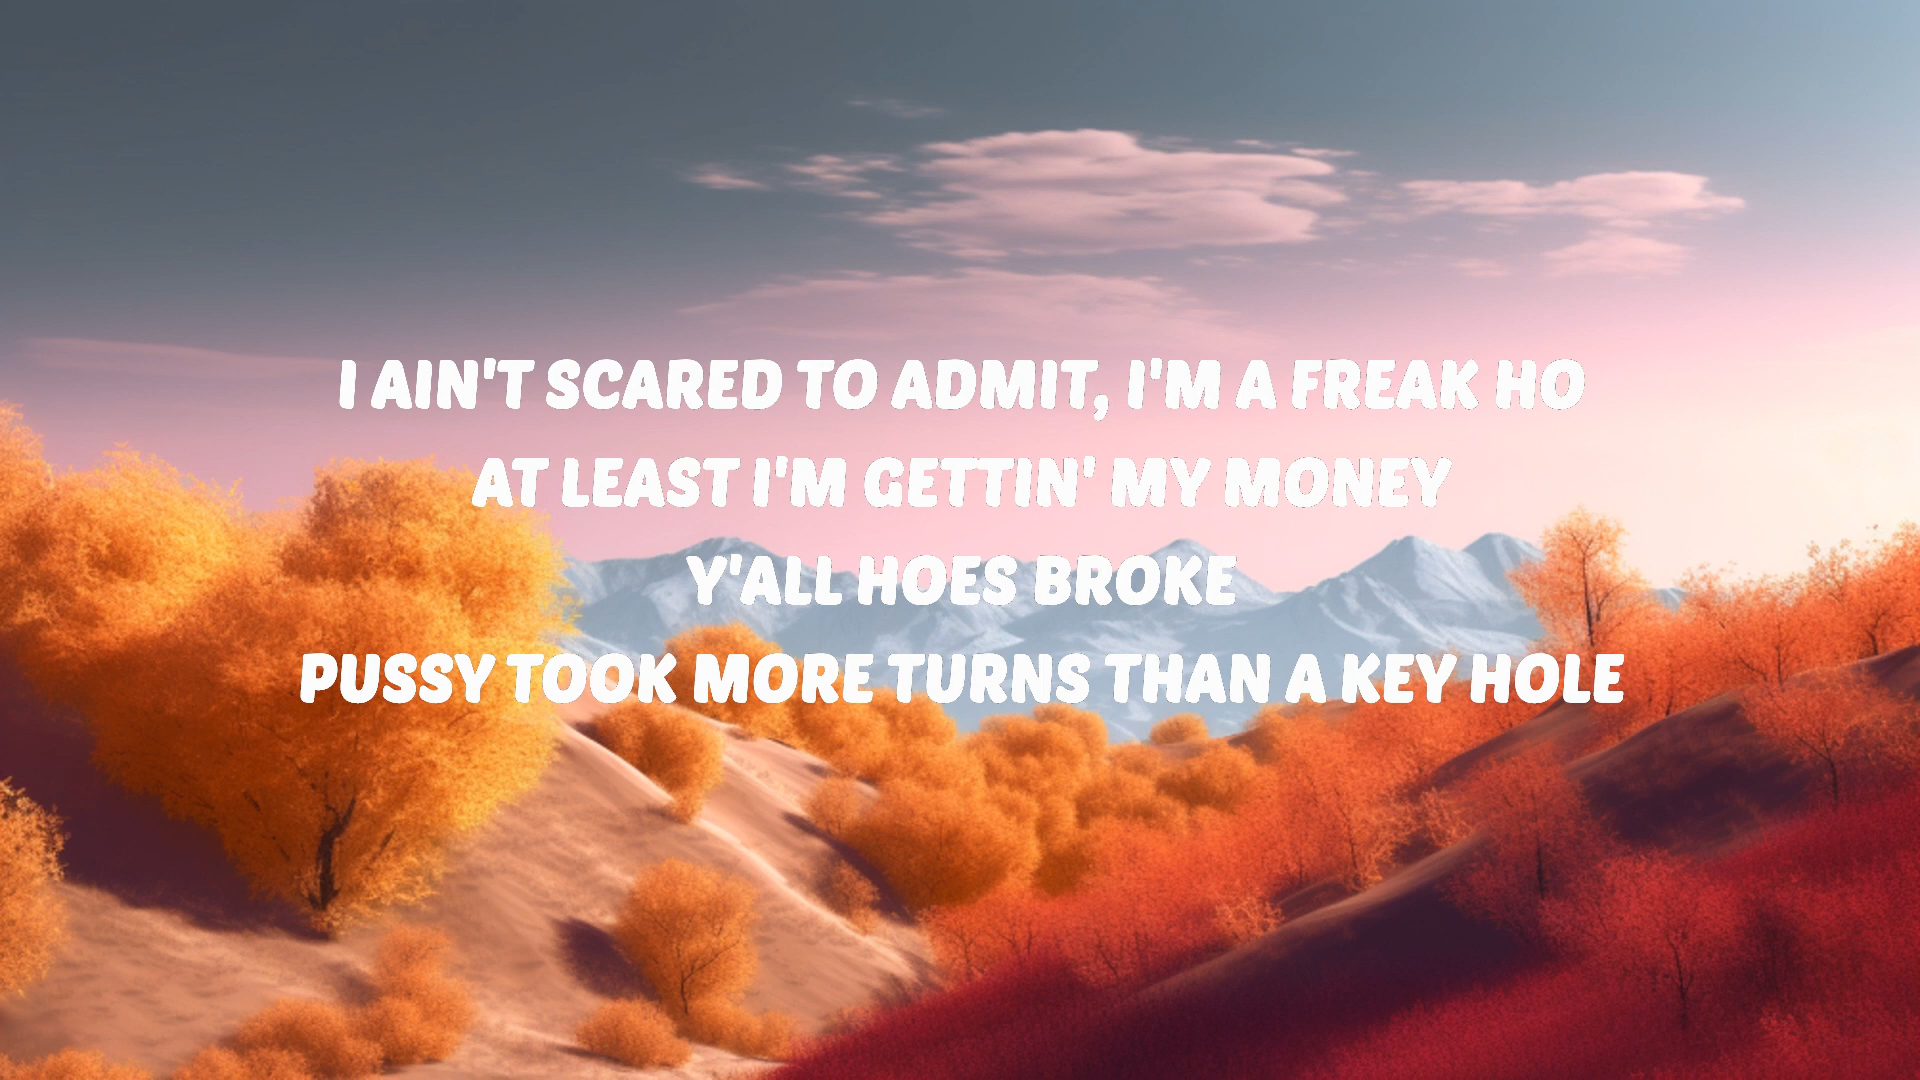 I AIN'T SCARED TO ADMIT, I'M A FREAK HO
AT LEAST I'M GETTIN' MY MONEY
Y'ALL HOES BROKE
PUSSY TOOK MORE TURNS THAN A KEY HOLE